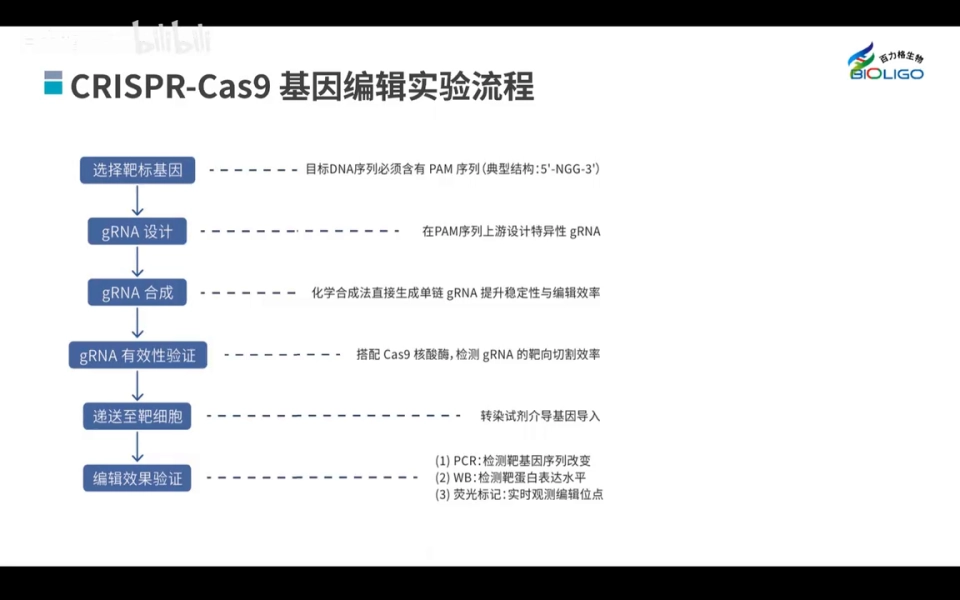 bilibili
CRISPR-Cas9 基因编辑实验流程
百力格生物
BIOLIGO
选择靶标基因
目标DNA序列必须含有 PAM 序列(典型结构:5'-NGG-3')
gRNA 设计
在PAM序列上游设计特异性 gRNA
gRNA 合成
化学合成法直接生成单链 gRNA 提升稳定性与编辑效率
gRNA 有效性验证
搭配 Cas9 核酸酶,检测 gRNA 的靶向切割效率
递送至靶细胞
转染试剂介导基因导入
编辑效果验证
(1) PCR:检测靶基因序列改变
(2) WB:检测靶蛋白表达水平
(3) 荧光标记:实时观测编辑位点